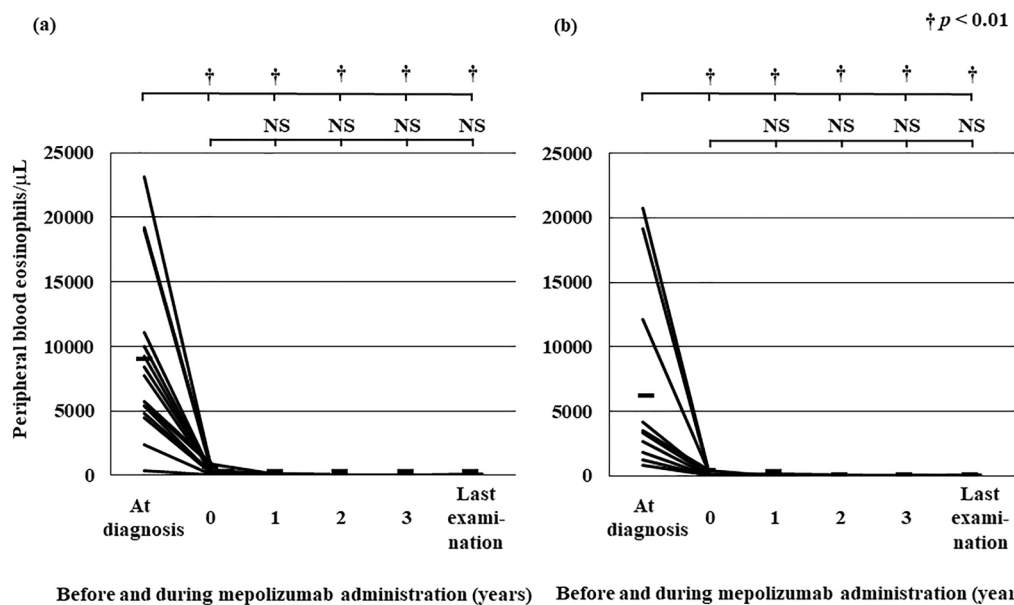 (a)
(b)
† p < 0.01
† † † † †
NS NS NS NS
† † † † †
NS NS NS NS
Peripheral blood eosinophils/μL
25000
20000
15000
10000
5000
0
At
diagnosis
0
1
2
3
Last
exami-
nation
Before and during mepolizumab administration (years)
25000
20000
15000
10000
5000
0
At
diagnosis
0
1
2
3
Last
exami-
nation
Before and during mepolizumab administration (year